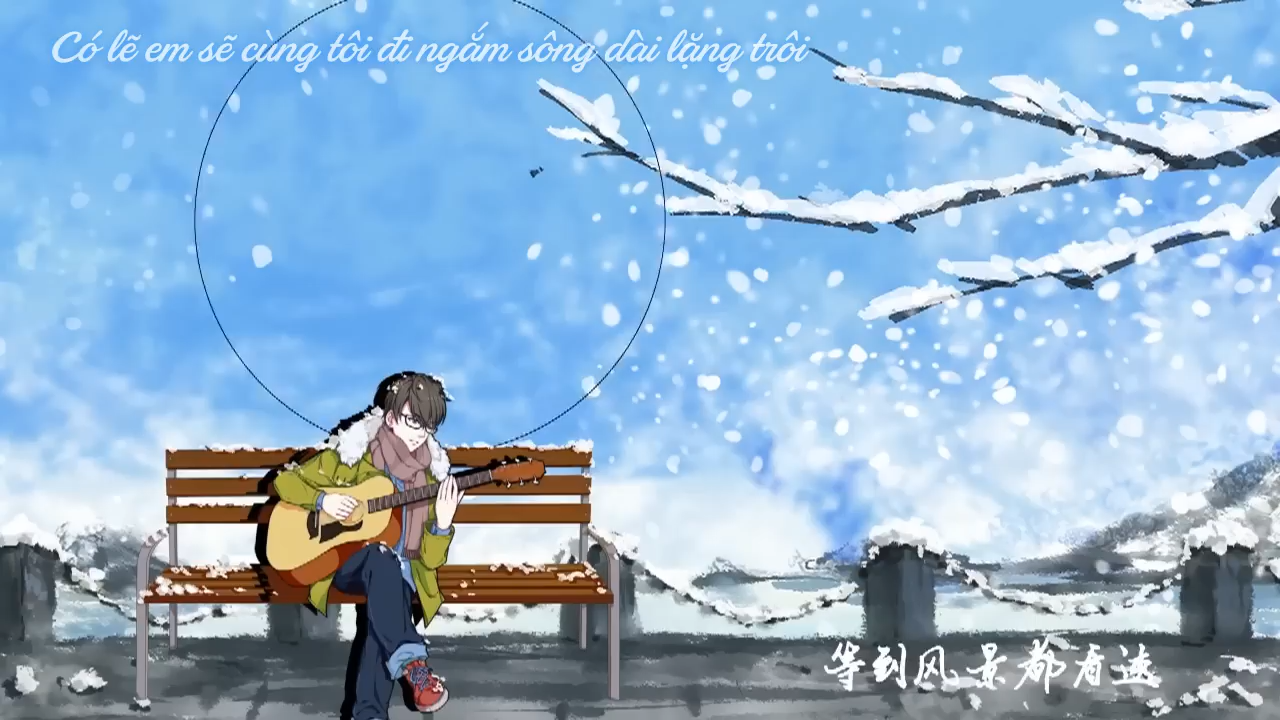 Có lẽ em sẽ cùng tôi đi ngắm sông dài lặng trôi
等到风景都看透